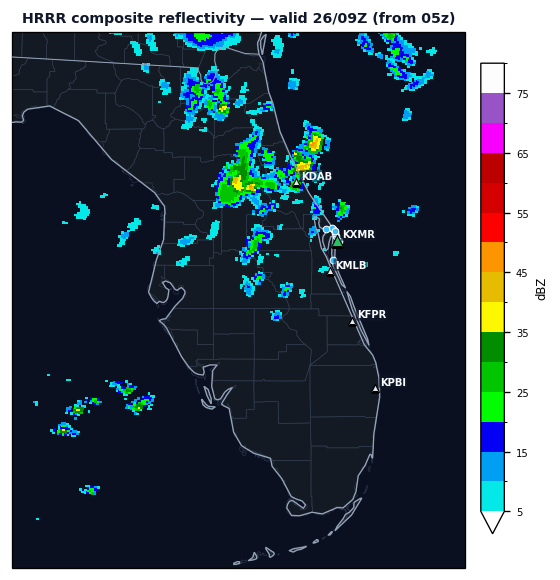 HRRR composite reflectivity — valid 26/09Z (from 05z)
KDAB
KXMR
KMLB
KFPR
KPBI
75
65
55
45
35
25
15
5
dBZ